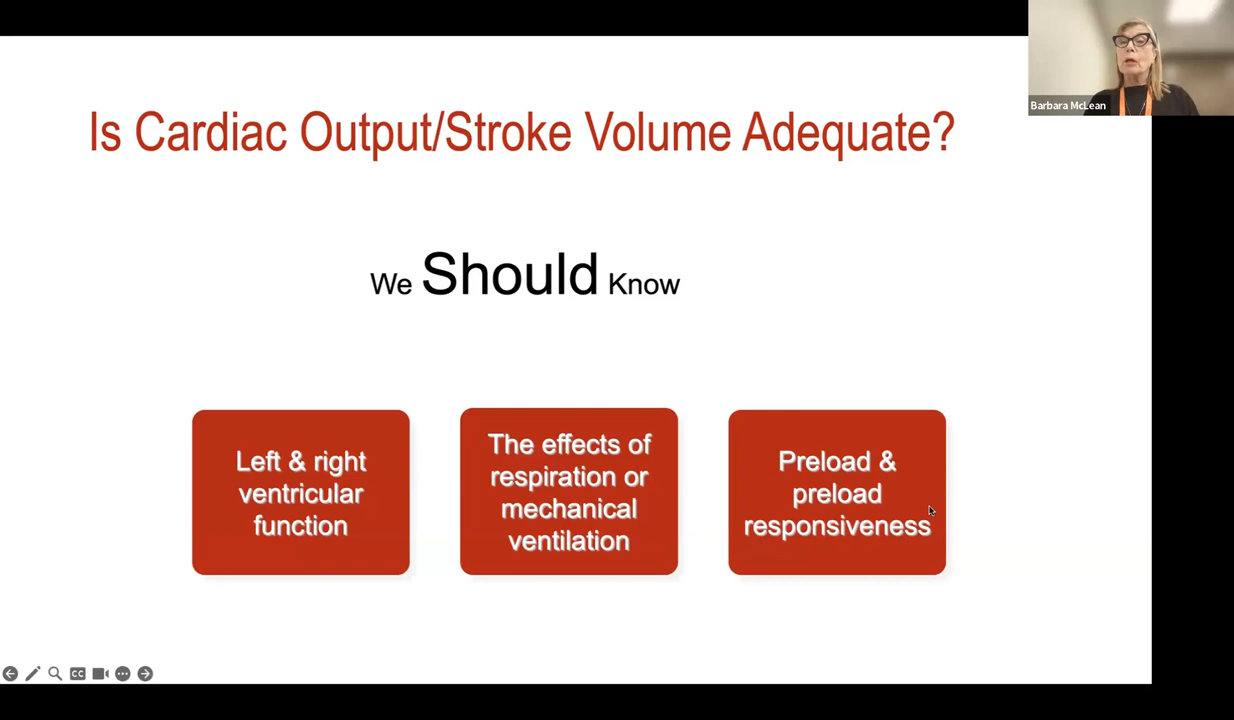 Barbara McLean
Is Cardiac Output/Stroke Volume Adequate?
We Should Know
Left & right
ventricular
function
The effects of
respiration or
mechanical
ventilation
Preload &
preload
responsiveness
CC